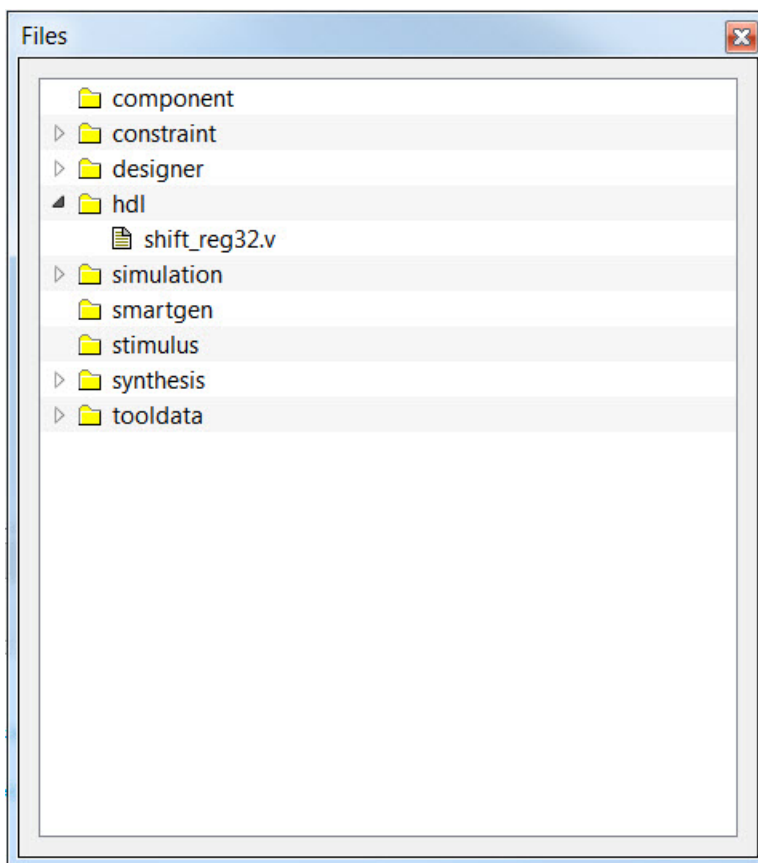 Files
component
constraint
designer
hdl
shift_reg32.v
simulation
smartgen
stimulus
synthesis
tooldata